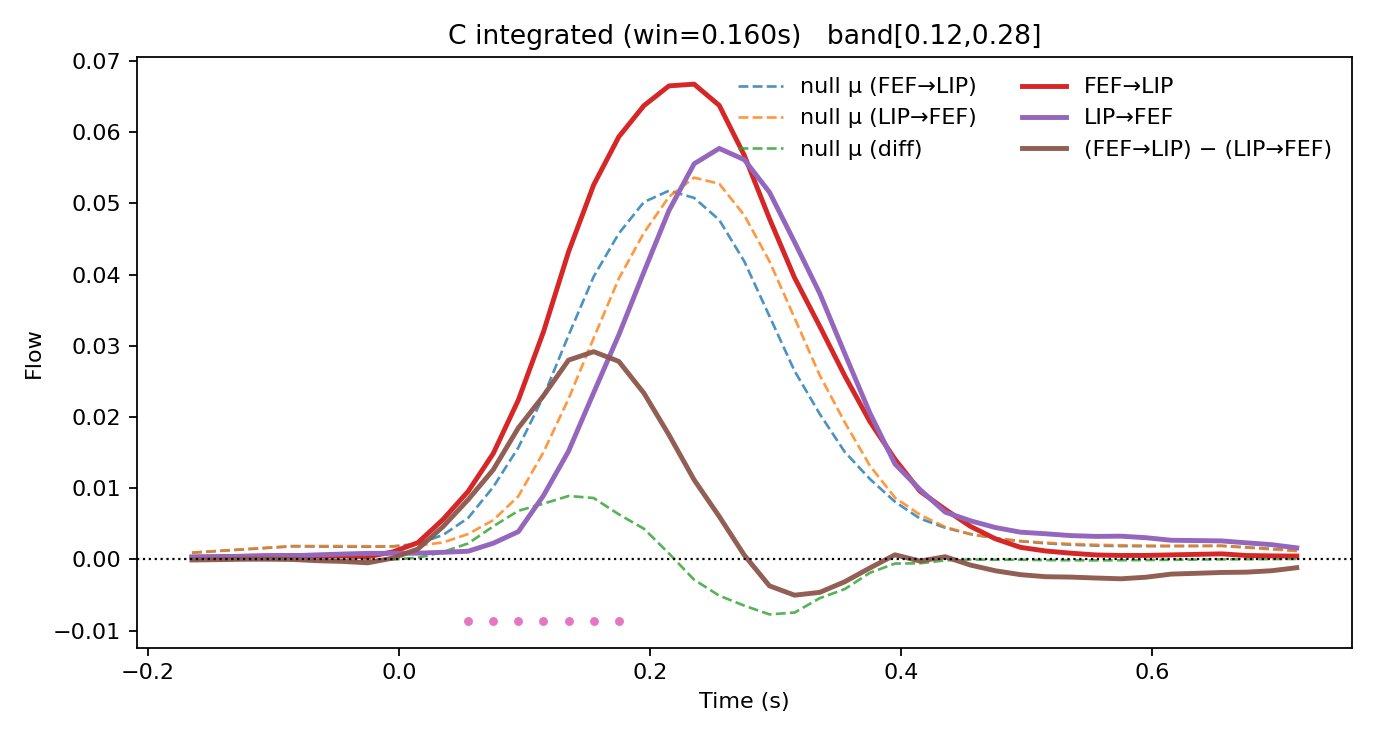 C integrated (win=0.160s)   band[0.12,0.28]
0.07
0.06
0.05
0.04
0.03
0.02
0.01
0.00
−0.01
Flow
null μ (FEF→LIP)
null μ (LIP→FEF)
null μ (diff)
FEF→LIP
LIP→FEF
(FEF→LIP) − (LIP→FEF)
−0.2 0.0 0.2 0.4 0.6
Time (s)